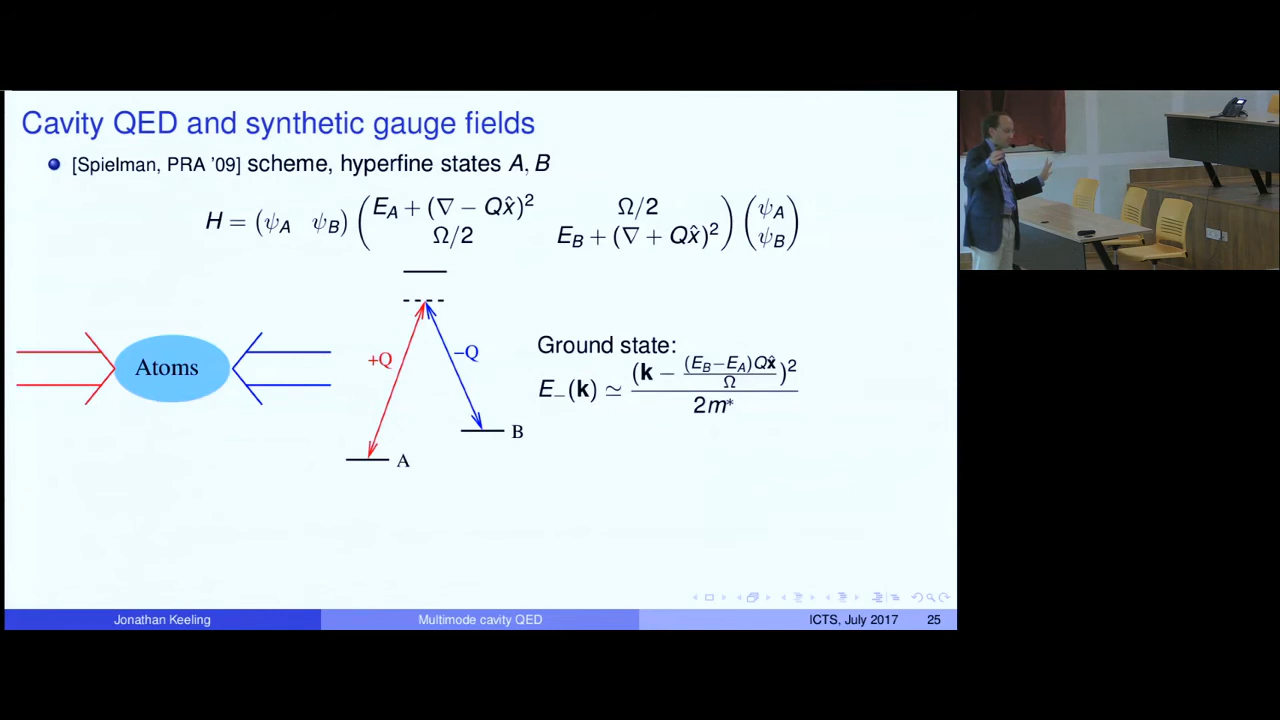 Cavity QED and synthetic gauge fields
[Spielman, PRA '09] scheme, hyperfine states A, B
H = (ψ_A ψ_B) ( E_A + (∇ − Qx̂)² Ω/2 ) (ψ_A)
( Ω/2 E_B + (∇ + Qx̂)² ) (ψ_B)
Atoms
+Q
−Q
A
B
Ground state:
E₋(k) ≃ (k − (E_B−E_A)Qx̂/Ω)² / 2m*
Jonathan Keeling Multimode cavity QED ICTS, July 2017 25